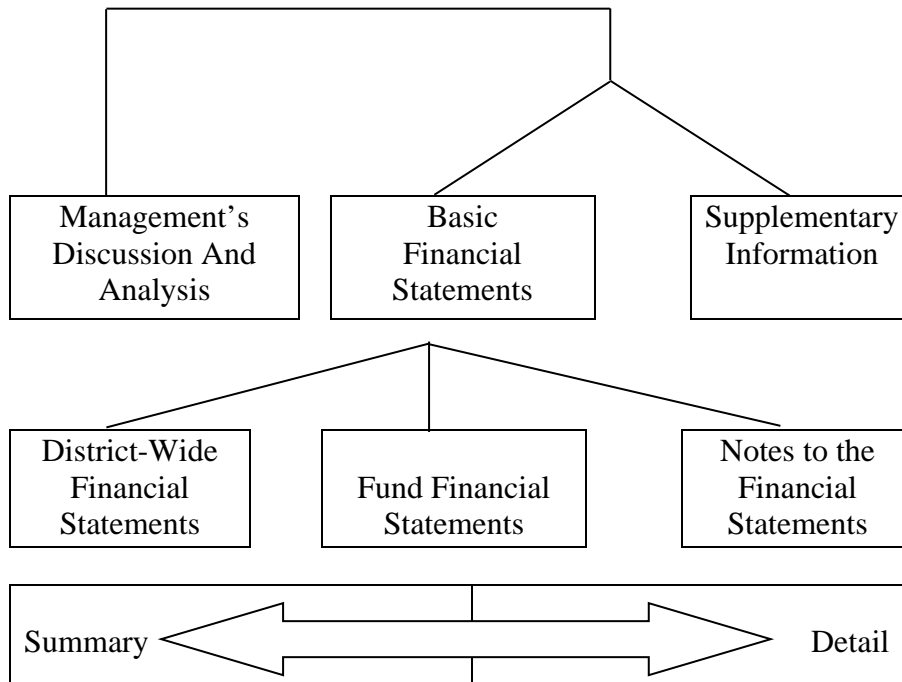 Management’s
Discussion And
Analysis
Basic
Financial
Statements
Supplementary
Information
District-Wide
Financial
Statements
Fund Financial
Statements
Notes to the
Financial
Statements
Summary
Detail